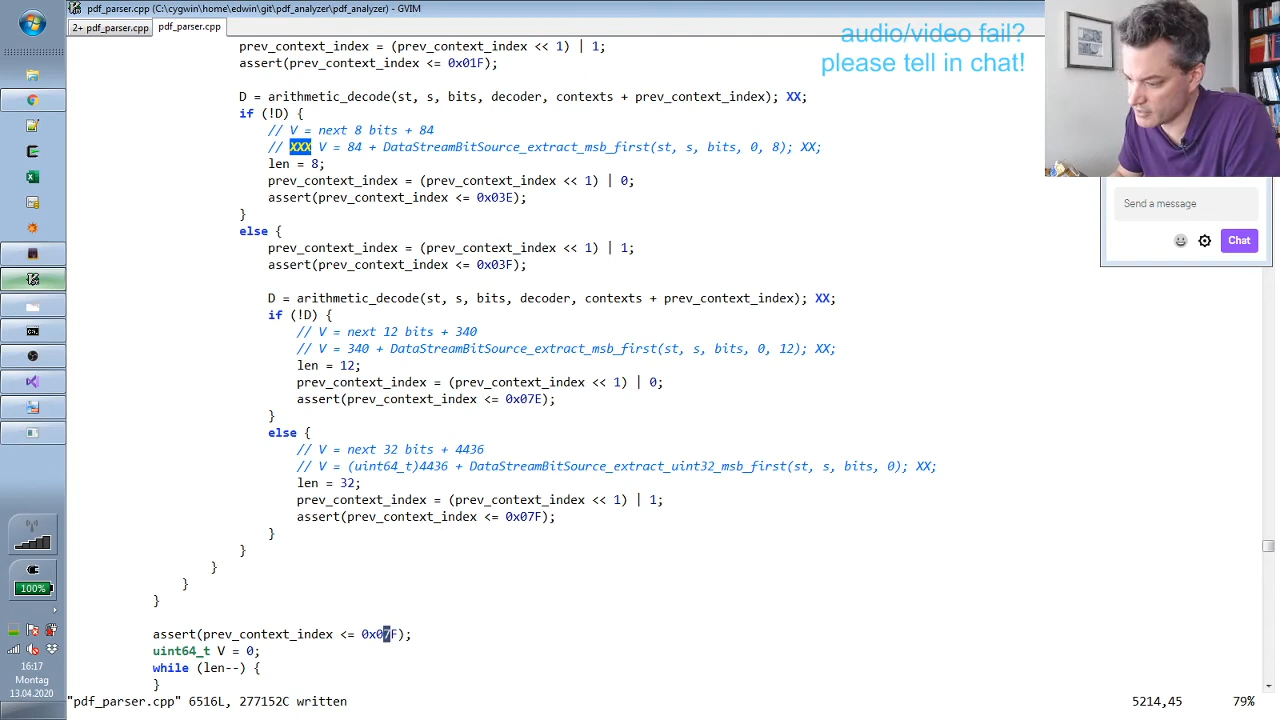 pdf_parser.cpp (C:\cygwin\home\edwin\git\pdf_analyzer\pdf_analyzer) - GVIM
2+ pdf_parser.cpp
pdf_parser.cpp
audio/video fail?
please tell in chat!
prev_context_index = (prev_context_index << 1) | 1;
assert(prev_context_index <= 0x01F);
D = arithmetic_decode(st, s, bits, decoder, contexts + prev_context_index); XX;
if (!D) {
// V = next 8 bits + 84
// XXX V = 84 + DataStreamBitSource_extract_msb_first(st, s, bits, 0, 8); XX;
len = 8;
prev_context_index = (prev_context_index << 1) | 0;
assert(prev_context_index <= 0x03E);
}
else {
prev_context_index = (prev_context_index << 1) | 1;
assert(prev_context_index <= 0x03F);
D = arithmetic_decode(st, s, bits, decoder, contexts + prev_context_index); XX;
if (!D) {
// V = next 12 bits + 340
// V = 340 + DataStreamBitSource_extract_msb_first(st, s, bits, 0, 12); XX;
len = 12;
prev_context_index = (prev_context_index << 1) | 0;
assert(prev_context_index <= 0x07E);
}
else {
// V = next 32 bits + 4436
// V = (uint64_t)4436 + DataStreamBitSource_extract_uint32_msb_first(st, s, bits, 0); XX;
len = 32;
prev_context_index = (prev_context_index << 1) | 1;
assert(prev_context_index <= 0x07F);
}
}
}
}
}
assert(prev_context_index <= 0x07F);
uint64_t V = 0;
while (len--) {
}
"pdf_parser.cpp" 6516L, 277152C written
5214,45
79%
Send a message
Chat
100%
16:17
Montag
13.04.2020